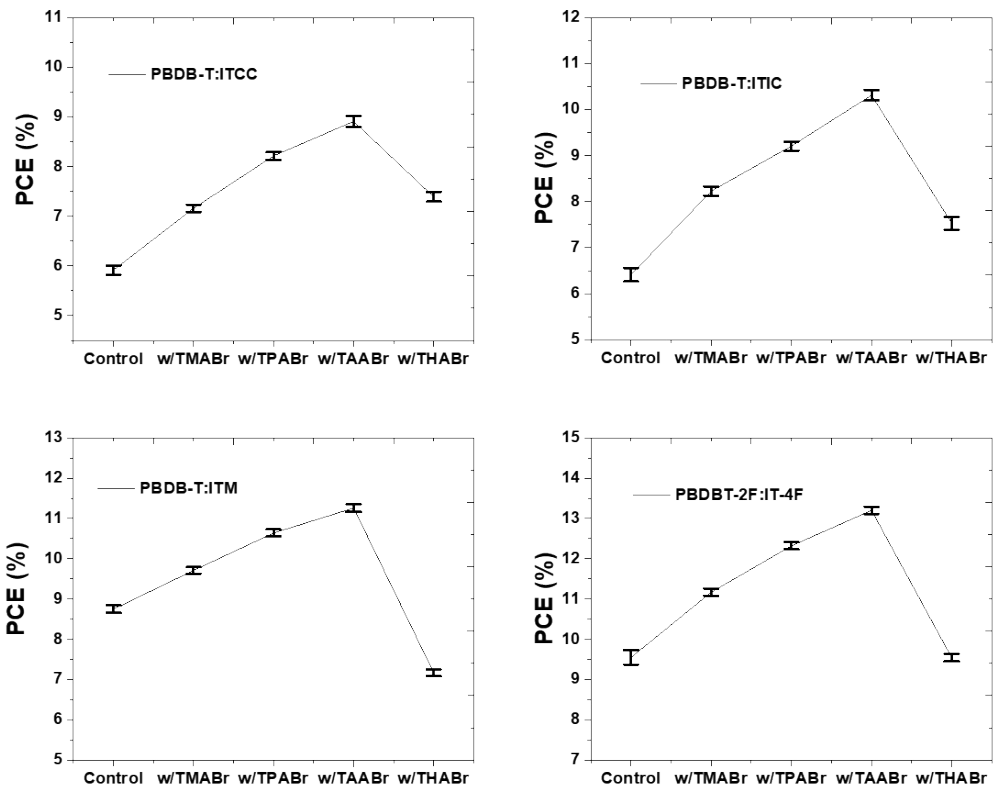 11
10
9
8
7
6
5
PCE (%)
PBDB-T:ITCC
Control w/TMABr w/TPABr w/TAABr w/THABr
12
11
10
9
8
7
6
5
PCE (%)
PBDB-T:ITIC
Control w/TMABr w/TPABr w/TAABr w/THABr
13
12
11
10
9
8
7
6
5
PCE (%)
PBDB-T:ITM
Control w/TMABr w/TPABr w/TAABr w/THABr
15
14
13
12
11
10
9
8
7
PCE (%)
PBDBT-2F:IT-4F
Control w/TMABr w/TPABr w/TAABr w/THABr